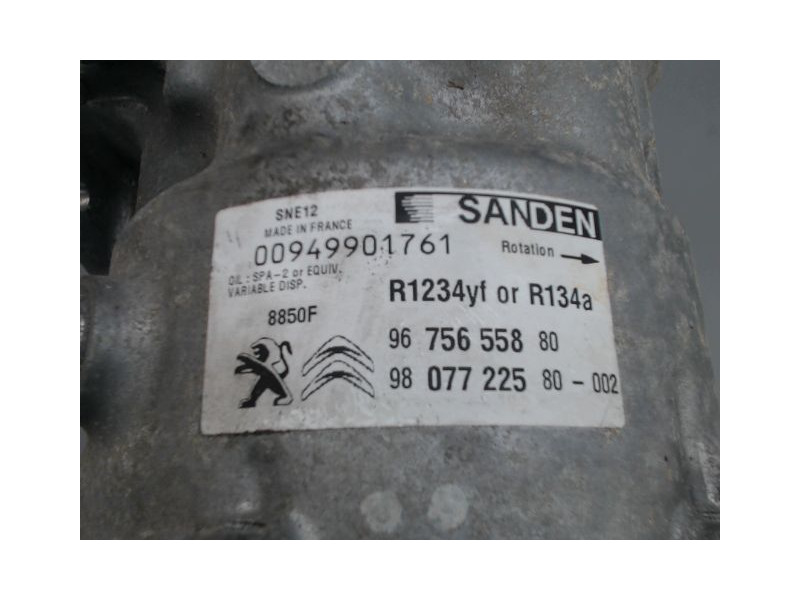 SNE12
MADE IN FRANCE
00949901761
OIL: SPA-2 or EQUIV.
VARIABLE DISP.
8850F
SANDEN
Rotation
R1234yf or R134a
96 756 558 80
98 077 225 80 - 002